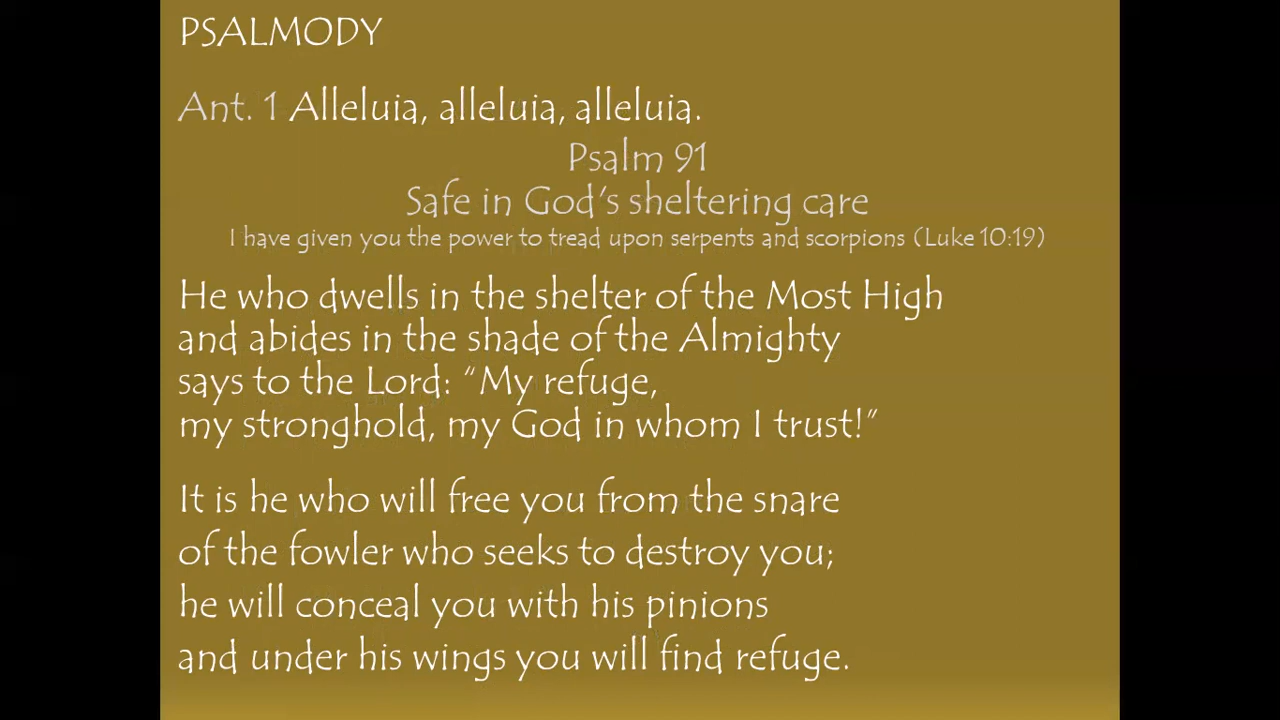 PSALMODY
Ant. 1 Alleluia, alleluia, alleluia.
Psalm 91
Safe in God's sheltering care
I have given you the power to tread upon serpents and scorpions (Luke 10:19)
He who dwells in the shelter of the Most High
and abides in the shade of the Almighty
says to the Lord: “My refuge,
my stronghold, my God in whom I trust!”
It is he who will free you from the snare
of the fowler who seeks to destroy you;
he will conceal you with his pinions
and under his wings you will find refuge.